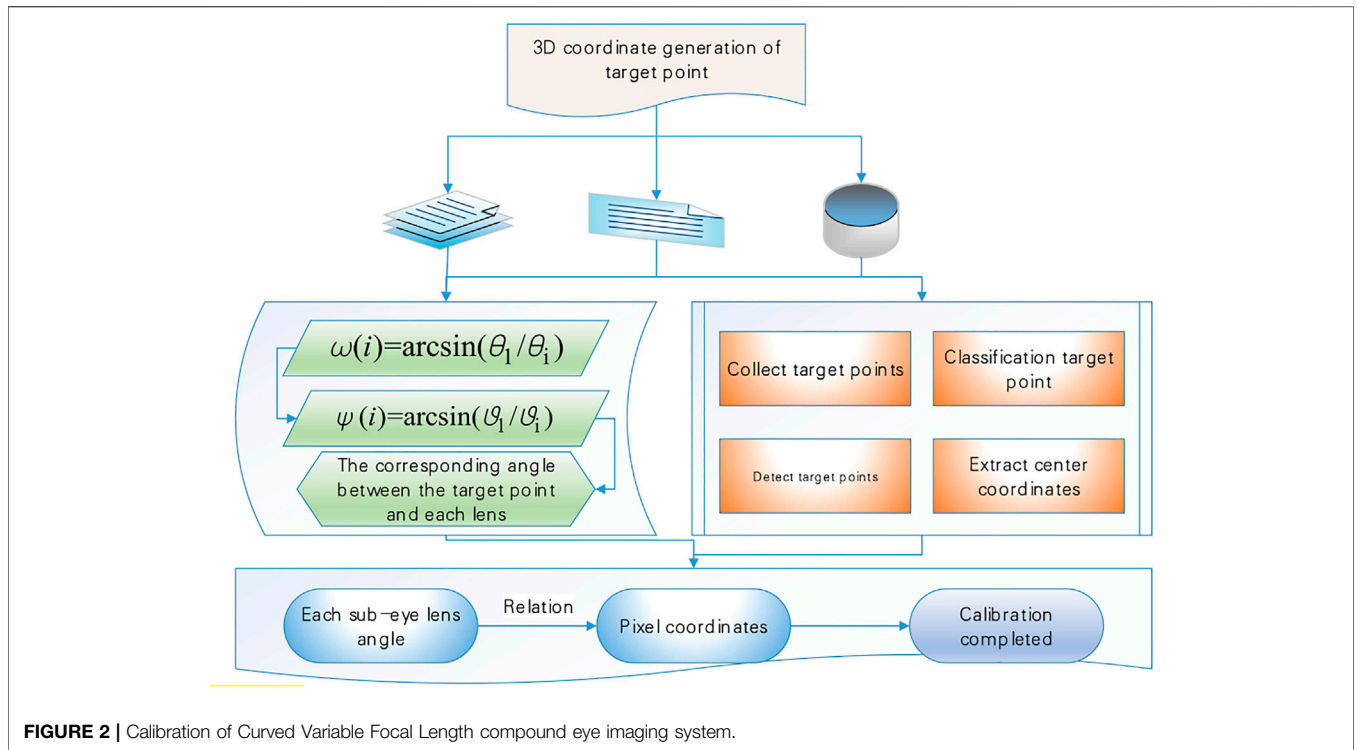 3D coordinate generation of
target point
ω(i)=arcsin(θ₁/θᵢ)
ψ(i)=arcsin(ϑ₁/ϑᵢ)
The corresponding angle
between the target point
and each lens
Collect target points
Classification target
point
Detect target points
Extract center
coordinates
Each sub-eye lens
angle
Relation
Pixel coordinates
Calibration
completed
FIGURE 2 | Calibration of Curved Variable Focal Length compound eye imaging system.